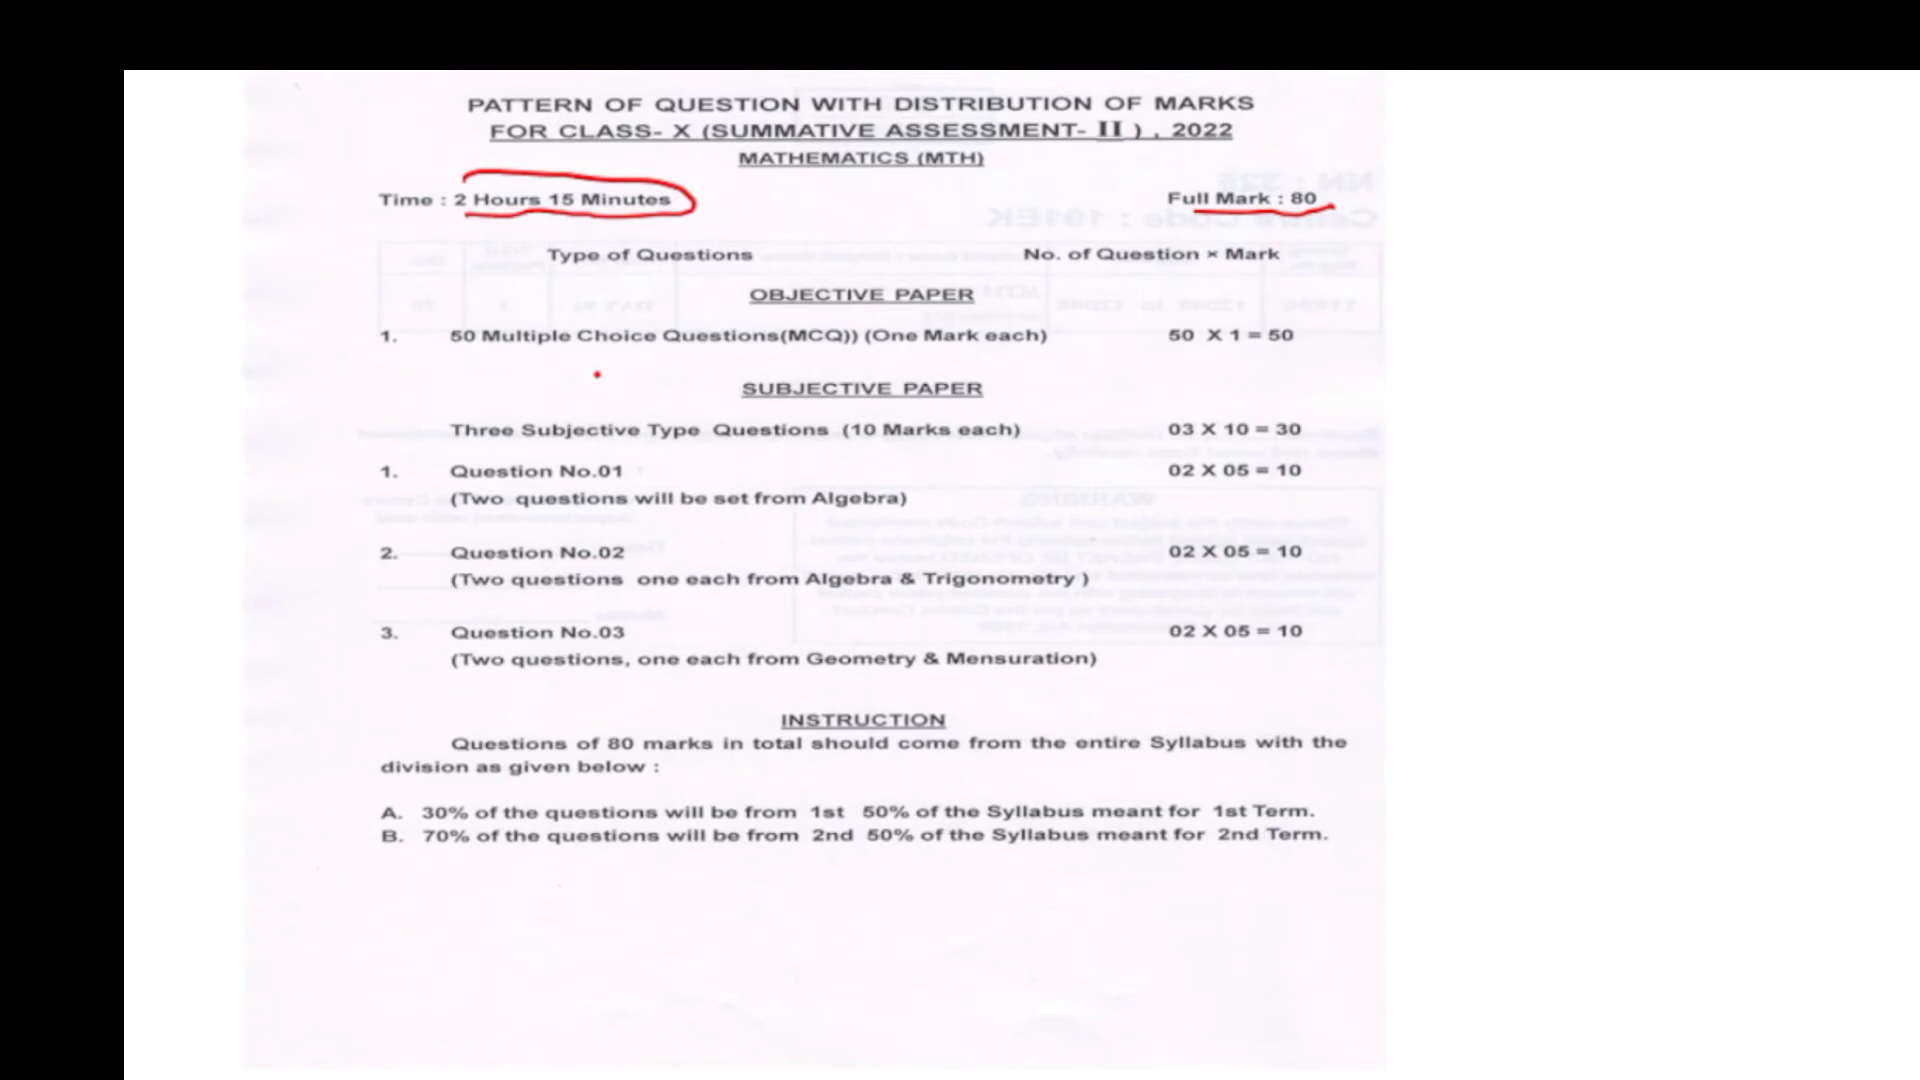 PATTERN OF QUESTION WITH DISTRIBUTION OF MARKS
FOR CLASS- X (SUMMATIVE ASSESSMENT- II ) , 2022
MATHEMATICS (MTH)
Time : 2 Hours 15 Minutes Full Mark : 80
Type of Questions No. of Question × Mark
OBJECTIVE PAPER
1. 50 Multiple Choice Questions(MCQ)) (One Mark each) 50 X 1 = 50
SUBJECTIVE PAPER
Three Subjective Type Questions (10 Marks each) 03 X 10 = 30
1. Question No.01 02 X 05 = 10
(Two questions will be set from Algebra)
2. Question No.02 02 X 05 = 10
(Two questions one each from Algebra & Trigonometry )
3. Question No.03 02 X 05 = 10
(Two questions, one each from Geometry & Mensuration)
INSTRUCTION
Questions of 80 marks in total should come from the entire Syllabus with the
division as given below :
A. 30% of the questions will be from 1st 50% of the Syllabus meant for 1st Term.
B. 70% of the questions will be from 2nd 50% of the Syllabus meant for 2nd Term.